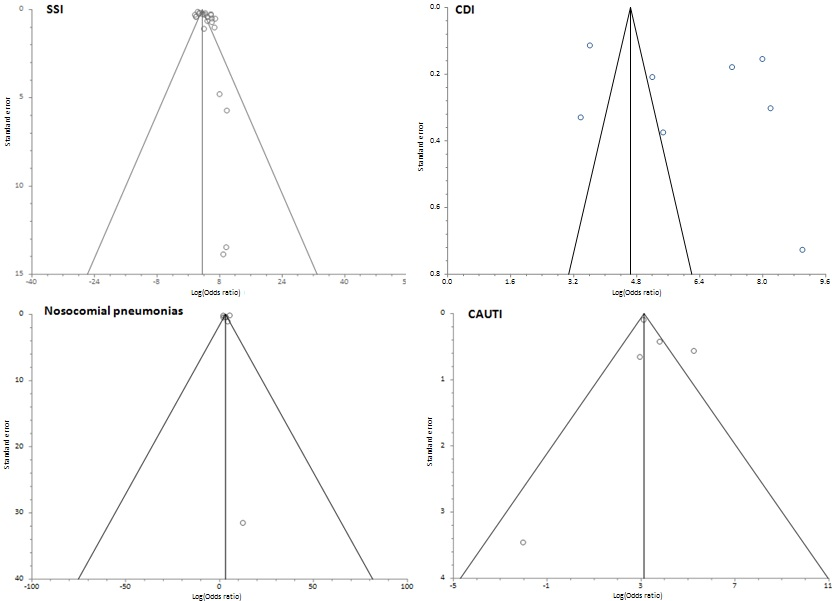 SSI
0
5
10
15
Standard error
-40 -24 -8 8 24 40 5
Log(Odds ratio)
CDI
0.0
0.2
0.4
0.6
0.8
Standard error
0.0 1.6 3.2 4.8 6.4 8.0 9.6
Log(Odds ratio)
Nosocomial pneumonias
0
10
20
30
40
Standard error
-100 -50 0 50 100
Log(Odds ratio)
CAUTI
0
1
2
3
4
Standard error
-5 -1 3 7 11
Log(Odds ratio)